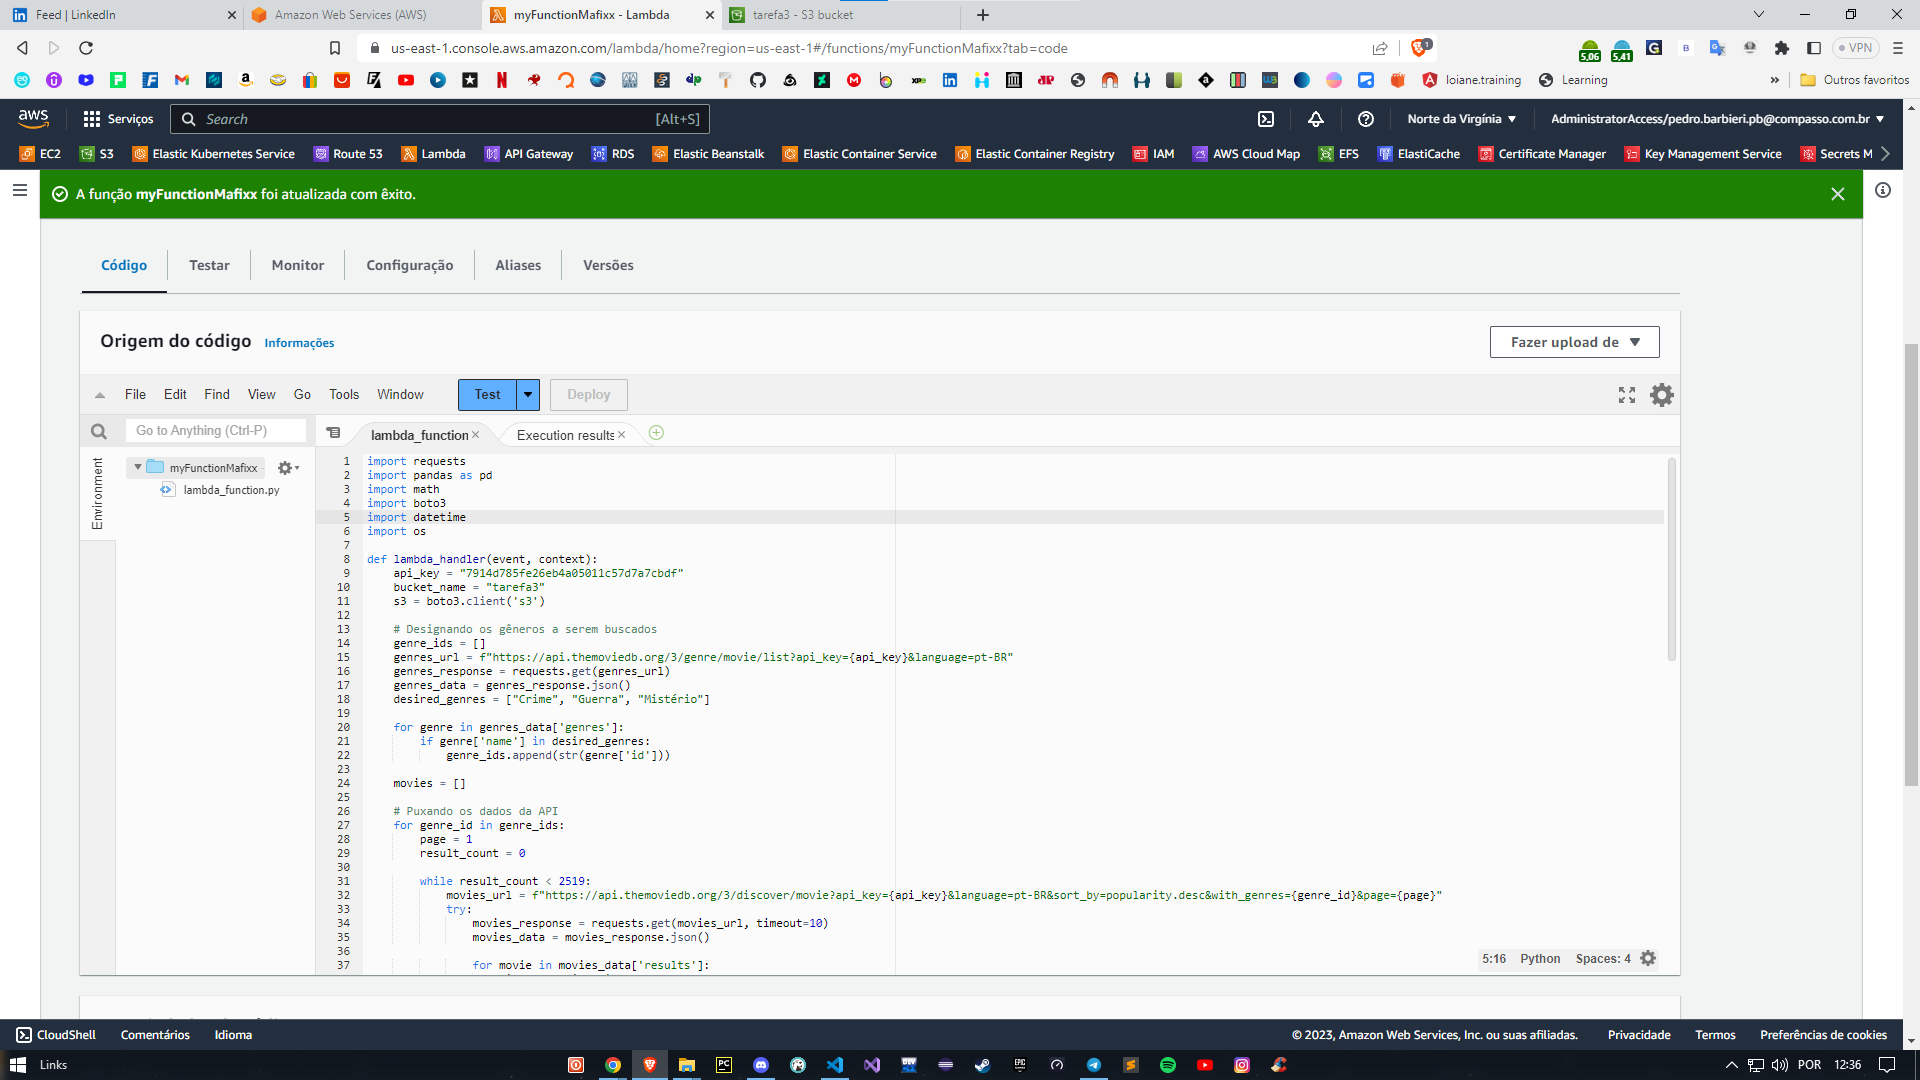 Feed | LinkedIn
Amazon Web Services (AWS)
myFunctionMafixx - Lambda
tarefa3 - S3 bucket
us-east-1.console.aws.amazon.com/lambda/home?region=us-east-1#/functions/myFunctionMafixx?tab=code
1
5,06
5,41
VPN
loiane.training
Learning
Outros favoritos
aws
Serviços
Search
[Alt+S]
Norte da Virgínia
AdministratorAccess/pedro.barbieri.pb@compasso.com.br
EC2
S3
Elastic Kubernetes Service
Route 53
Lambda
API Gateway
RDS
Elastic Beanstalk
Elastic Container Service
Elastic Container Registry
IAM
AWS Cloud Map
EFS
ElastiCache
Certificate Manager
Key Management Service
Secrets M
A função myFunctionMafixx foi atualizada com êxito.
Código
Testar
Monitor
Configuração
Aliases
Versões
Origem do código
Informações
Fazer upload de
File
Edit
Find
View
Go
Tools
Window
Test
Deploy
Go to Anything (Ctrl-P)
lambda_function
Execution results
Environment
myFunctionMafixx
lambda_function.py
1 import requests
2 import pandas as pd
3 import math
4 import boto3
5 import datetime
6 import os
7
8 def lambda_handler(event, context):
9 api_key = "7914d785fe26eb4a05011c57d7a7cbdf"
10 bucket_name = "tarefa3"
11 s3 = boto3.client('s3')
12
13 # Designando os gêneros a serem buscados
14 genre_ids = []
15 genres_url = f"https://api.themoviedb.org/3/genre/movie/list?api_key={api_key}&language=pt-BR"
16 genres_response = requests.get(genres_url)
17 genres_data = genres_response.json()
18 desired_genres = ["Crime", "Guerra", "Mistério"]
19
20 for genre in genres_data['genres']:
21 if genre['name'] in desired_genres:
22 genre_ids.append(str(genre['id']))
23
24 movies = []
25
26 # Puxando os dados da API
27 for genre_id in genre_ids:
28 page = 1
29 result_count = 0
30
31 while result_count < 2519:
32 movies_url = f"https://api.themoviedb.org/3/discover/movie?api_key={api_key}&language=pt-BR&sort_by=popularity.desc&with_genres={genre_id}&page={page}"
33 try:
34 movies_response = requests.get(movies_url, timeout=10)
35 movies_data = movies_response.json()
36
37 for movie in movies_data['results']:
5:16
Python
Spaces: 4
CloudShell
Comentários
Idioma
© 2023, Amazon Web Services, Inc. ou suas afiliadas.
Privacidade
Termos
Preferências de cookies
Links
POR
12:36